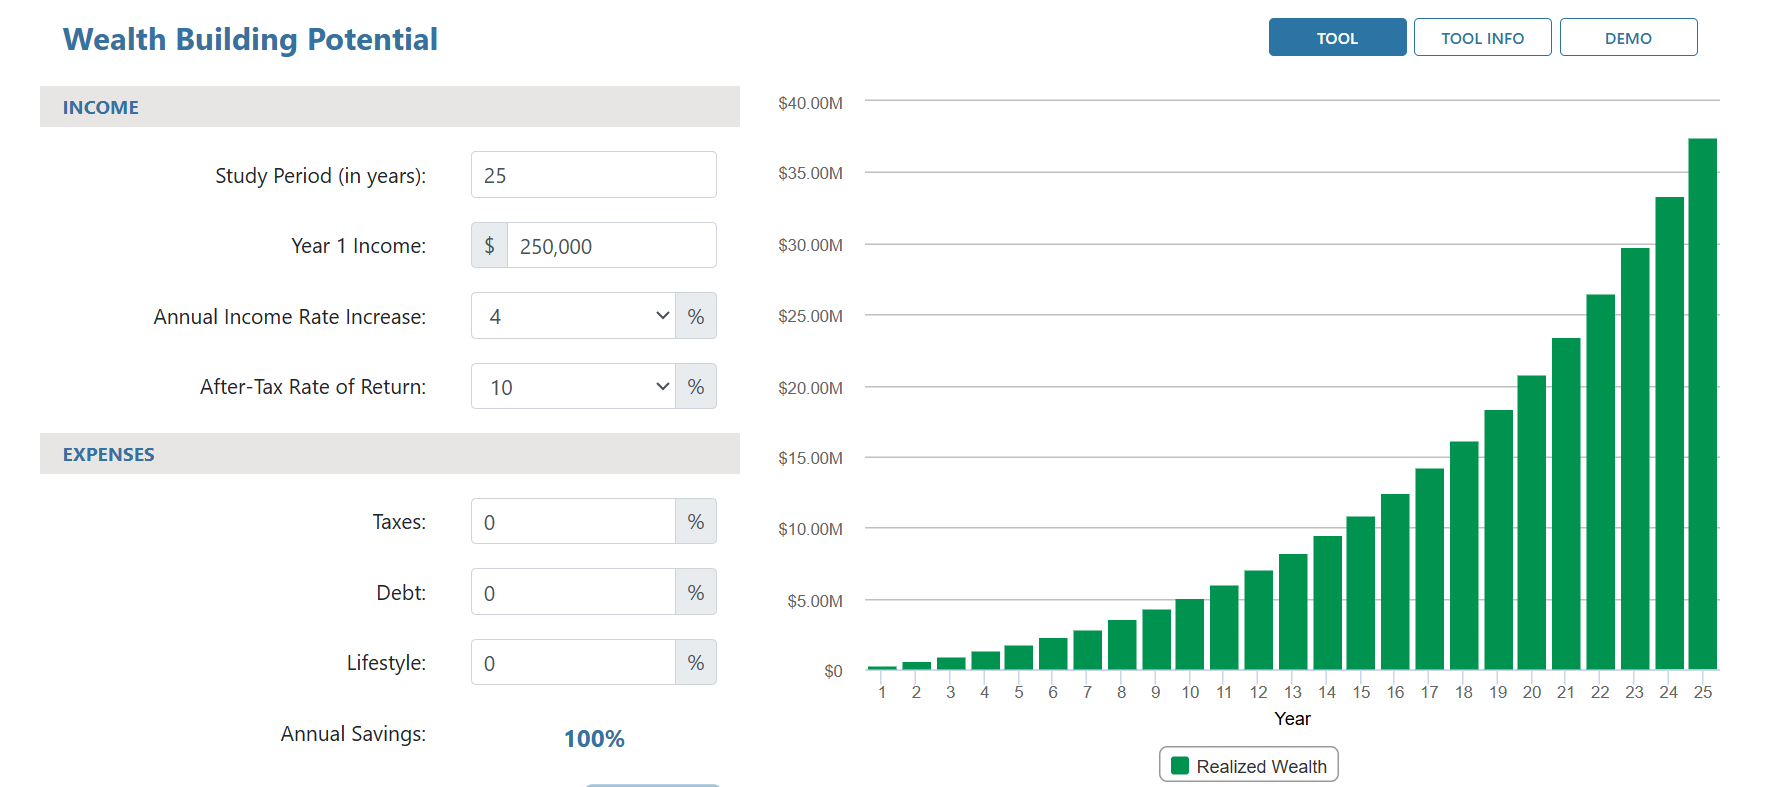 Wealth Building Potential
TOOL
TOOL INFO
DEMO
INCOME
Study Period (in years): 25
Year 1 Income: $ 250,000
Annual Income Rate Increase: 4 %
After-Tax Rate of Return: 10 %
EXPENSES
Taxes: 0 %
Debt: 0 %
Lifestyle: 0 %
Annual Savings: 100%
$40.00M
$35.00M
$30.00M
$25.00M
$20.00M
$15.00M
$10.00M
$5.00M
$0
1 2 3 4 5 6 7 8 9 10 11 12 13 14 15 16 17 18 19 20 21 22 23 24 25
Year
Realized Wealth